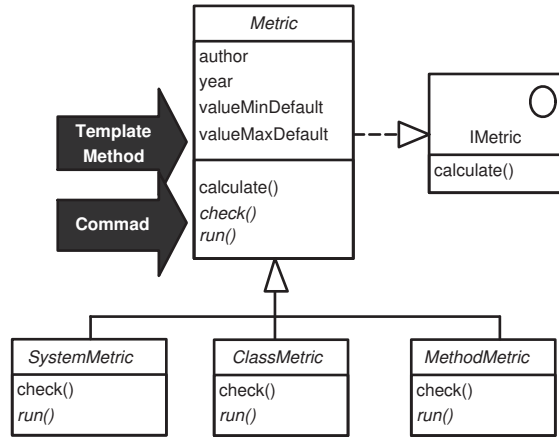 Metric
author
year
valueMinDefault
valueMaxDefault
Template
Method
calculate()
check()
run()
Commad
IMetric
calculate()
SystemMetric
check()
run()
ClassMetric
check()
run()
MethodMetric
check()
run()